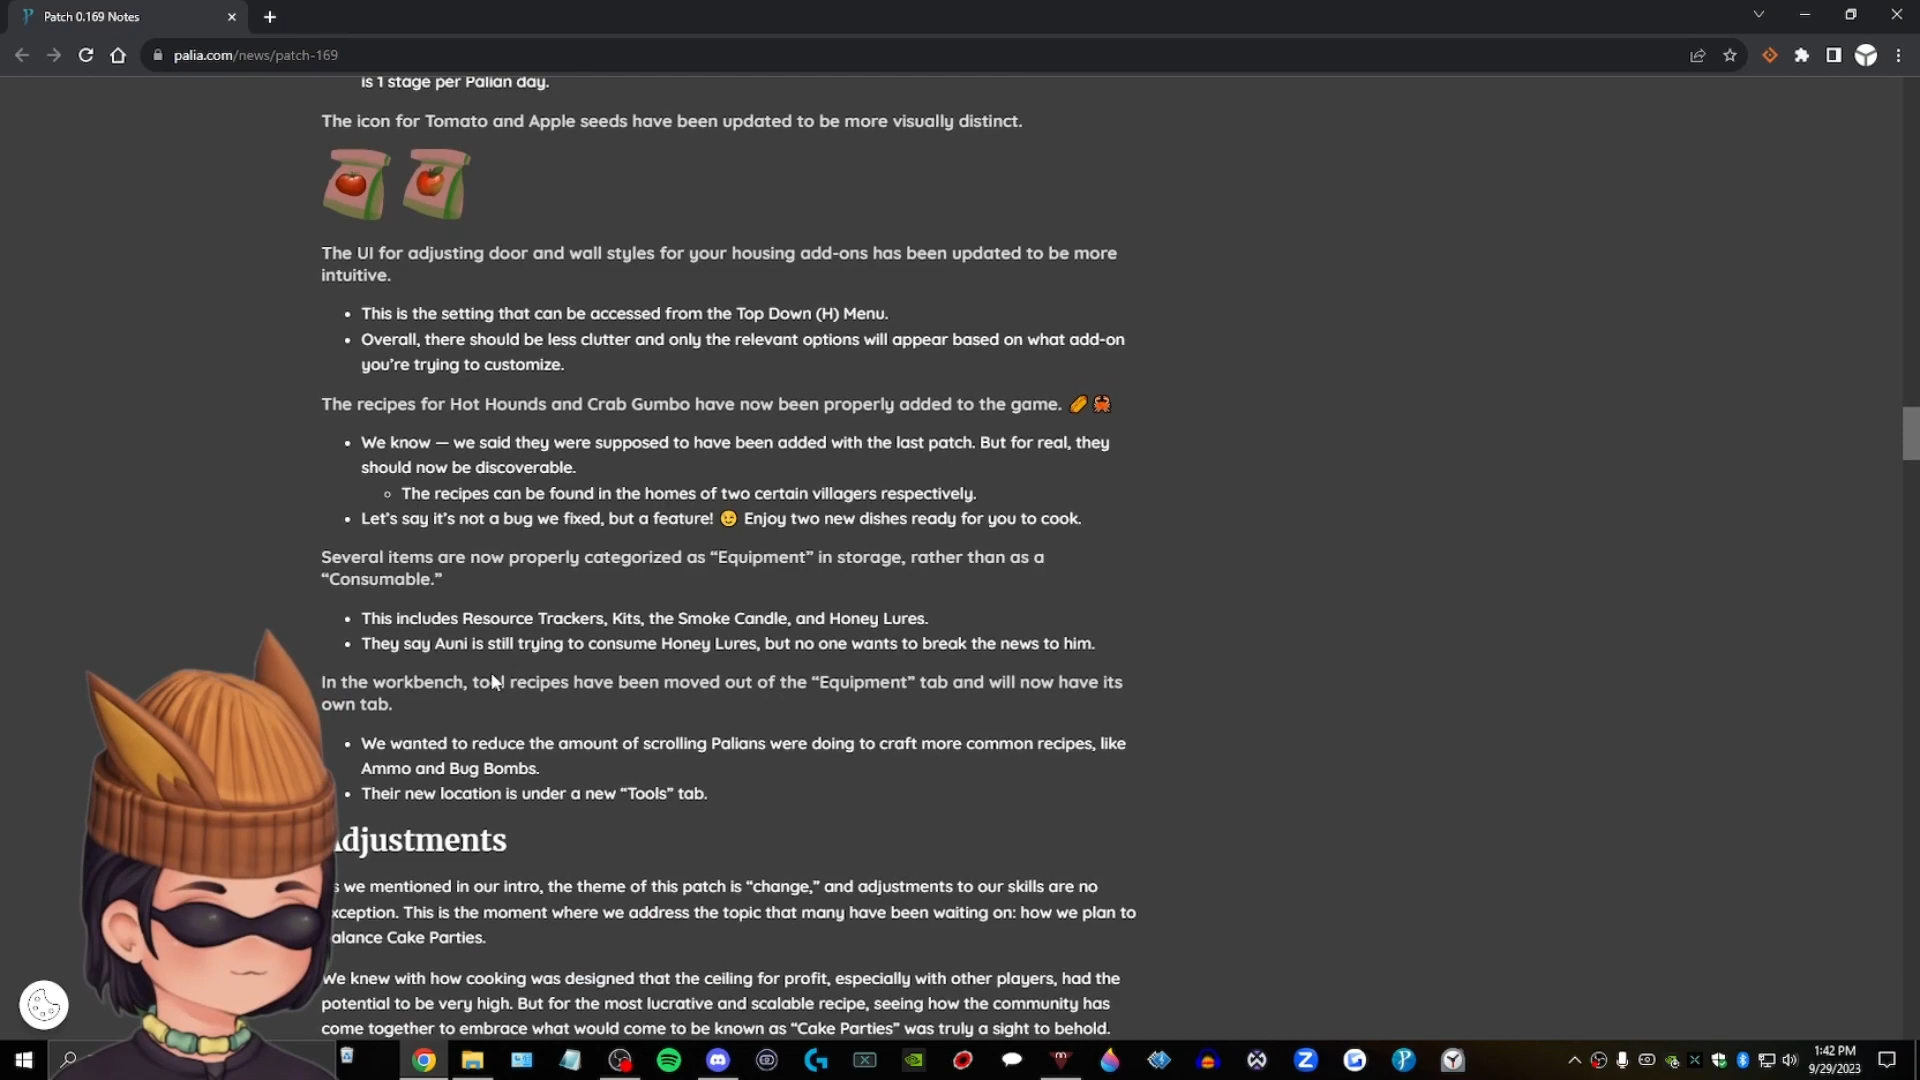 Patch 0.169 Notes
palia.com/news/patch-169
is 1 stage per Palian day.
The icon for Tomato and Apple seeds have been updated to be more visually distinct.
The UI for adjusting door and wall styles for your housing add-ons has been updated to be more
intuitive.
• This is the setting that can be accessed from the Top Down (H) Menu.
• Overall, there should be less clutter and only the relevant options will appear based on what add-on
you’re trying to customize.
The recipes for Hot Hounds and Crab Gumbo have now been properly added to the game. 🌭 🦀
• We know — we said they were supposed to have been added with the last patch. But for real, they
should now be discoverable.
◦ The recipes can be found in the homes of two certain villagers respectively.
• Let’s say it’s not a bug we fixed, but a feature! 😉 Enjoy two new dishes ready for you to cook.
Several items are now properly categorized as “Equipment” in storage, rather than as a
“Consumable.”
• This includes Resource Trackers, Kits, the Smoke Candle, and Honey Lures.
• They say Auni is still trying to consume Honey Lures, but no one wants to break the news to him.
In the workbench, tool recipes have been moved out of the “Equipment” tab and will now have its
own tab.
• We wanted to reduce the amount of scrolling Palians were doing to craft more common recipes, like
Ammo and Bug Bombs.
• Their new location is under a new “Tools” tab.
Adjustments
s we mentioned in our intro, the theme of this patch is “change,” and adjustments to our skills are no
xception. This is the moment where we address the topic that many have been waiting on: how we plan to
alance Cake Parties.
We knew with how cooking was designed that the ceiling for profit, especially with other players, had the
potential to be very high. But for the most lucrative and scalable recipe, seeing how the community has
come together to embrace what would come to be known as “Cake Parties” was truly a sight to behold.
1:42 PM
9/29/2023